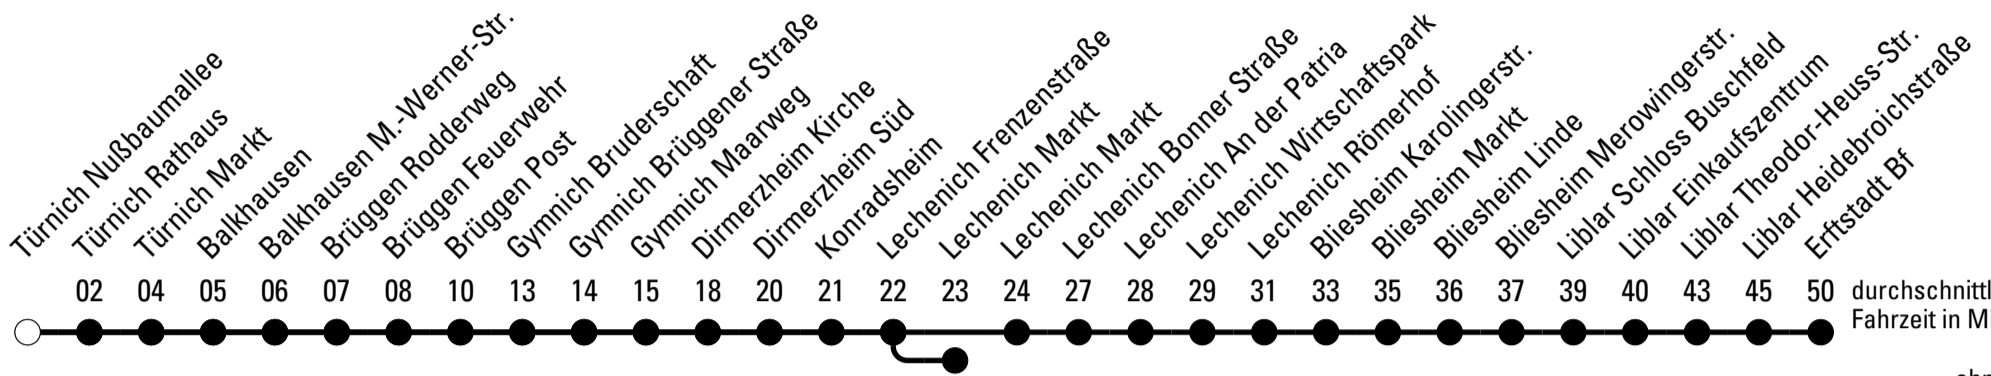 Türnich Nußbaumallee
Türnich Rathaus
Türnich Markt
Balkhausen
Balkhausen M.-Werner-Str.
Brüggen Rodderweg
Brüggen Feuerwehr
Brüggen Post
Gymnich Bruderschaft
Gymnich Brüggener Straße
Gymnich Maarweg
Dirmerzheim Kirche
Dirmerzheim Süd
Konradsheim
Lechenich Frenzenstraße
Lechenich Markt
Lechenich Markt
Lechenich Bonner Straße
Lechenich An der Patria
Lechenich Wirtschaftspark
Lechenich Römerhof
Bliesheim Karolingerstr.
Bliesheim Markt
Bliesheim Linde
Bliesheim Merowingerstr.
Liblar Schloss Buschfeld
Liblar Einkaufszentrum
Liblar Theodor-Heuss-Str.
Liblar Heidebroichstraße
Erftstadt Bf
02 04 05 06 07 08 10 13 14 15 18 20 21 22 23 24 27 28 29 31 33 35 36 37 39 40 43 45 50 durchschnittl
Fahrzeit in M